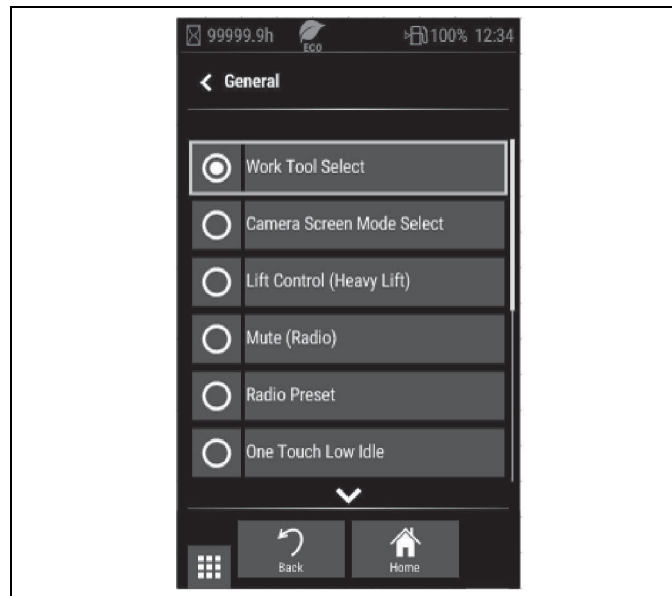 99999.9h ECO 100% 12:34
General
Work Tool Select
Camera Screen Mode Select
Lift Control (Heavy Lift)
Mute (Radio)
Radio Preset
One Touch Low Idle
Back Home